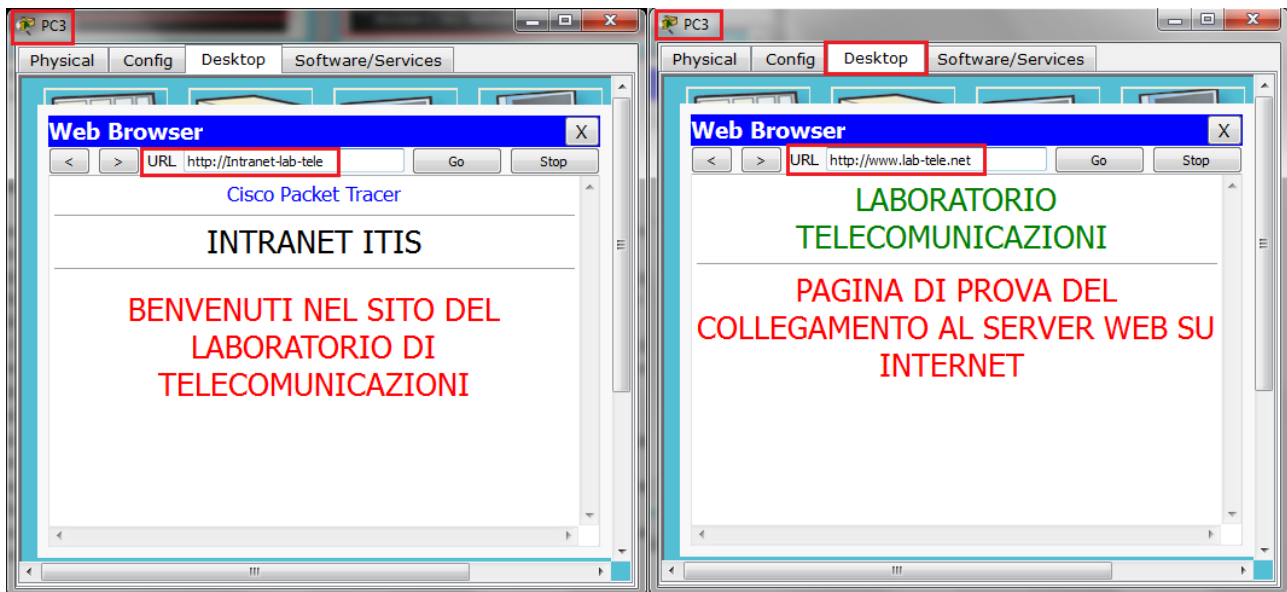 PC3
Physical Config Desktop Software/Services
Web Browser X
< > URL http://Intranet-lab-tele Go Stop
Cisco Packet Tracer
INTRANET ITIS
BENVENUTI NEL SITO DEL
LABORATORIO DI
TELECOMUNICAZIONI
PC3
Physical Config Desktop Software/Services
Web Browser X
< > URL http://www.lab-tele.net Go Stop
LABORATORIO
TELECOMUNICAZIONI
PAGINA DI PROVA DEL
COLLEGAMENTO AL SERVER WEB SU
INTERNET